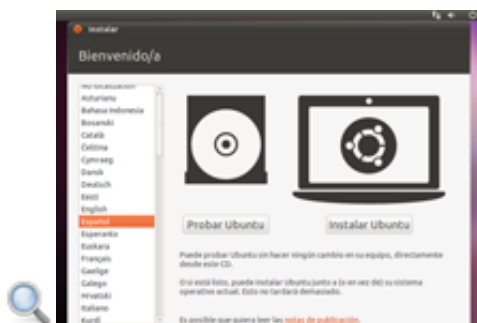 Instalar
Bienvenido/a
No localization
Asturianu
Bahasa Indonesia
Bosanski
Català
Čeština
Cymraeg
Dansk
Deutsch
Eesti
English
Español
Esperanto
Euskara
Français
Gaeilge
Galego
Hrvatski
Italiano
Kurdî
Probar Ubuntu
Instalar Ubuntu
Puede probar Ubuntu sin hacer ningún cambio en su equipo, directamente
desde este CD.
O si está listo, puede instalar Ubuntu junto a (o en vez de) su sistema
operativo actual. Esto no tardará demasiado.
Es posible que quiera leer las notas de publicación.